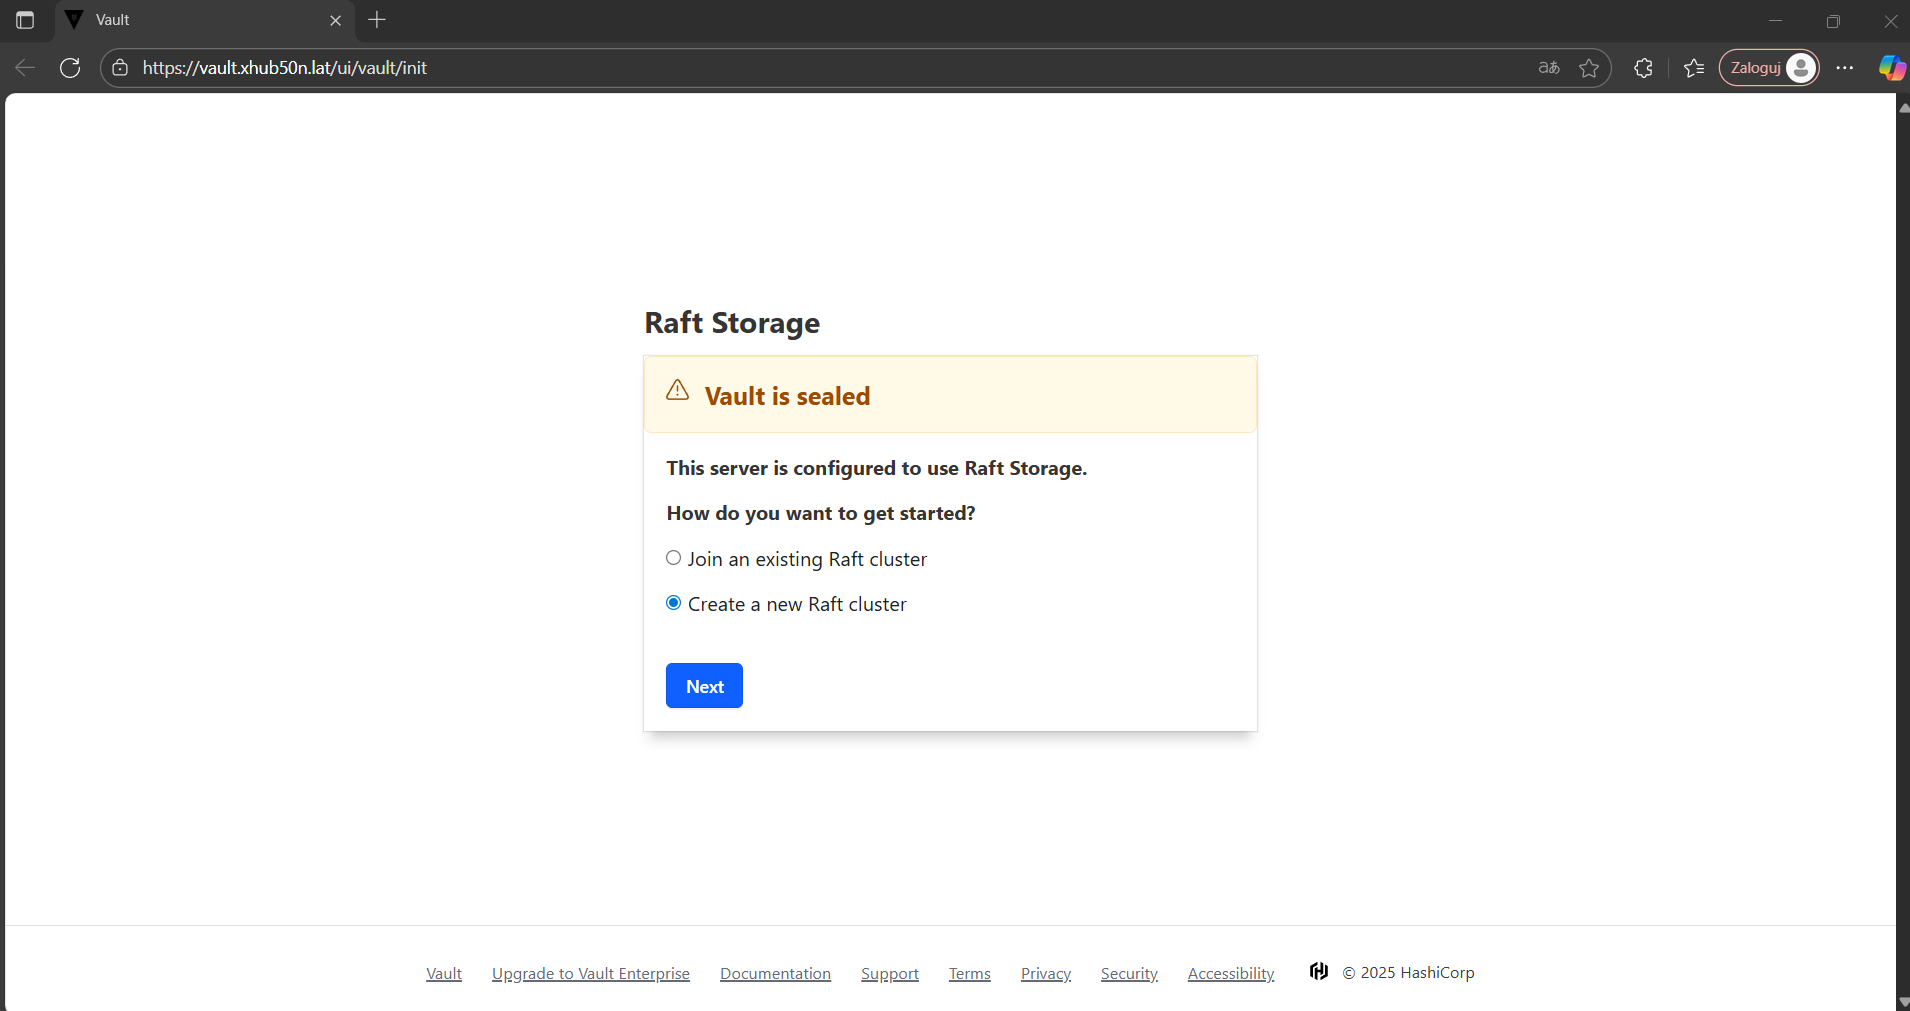 Vault
https://vault.xhub50n.lat/ui/vault/init
aあ
Zaloguj
Raft Storage
Vault is sealed
This server is configured to use Raft Storage.
How do you want to get started?
Join an existing Raft cluster
Create a new Raft cluster
Next
Vault Upgrade to Vault Enterprise Documentation Support Terms Privacy Security Accessibility © 2025 HashiCorp